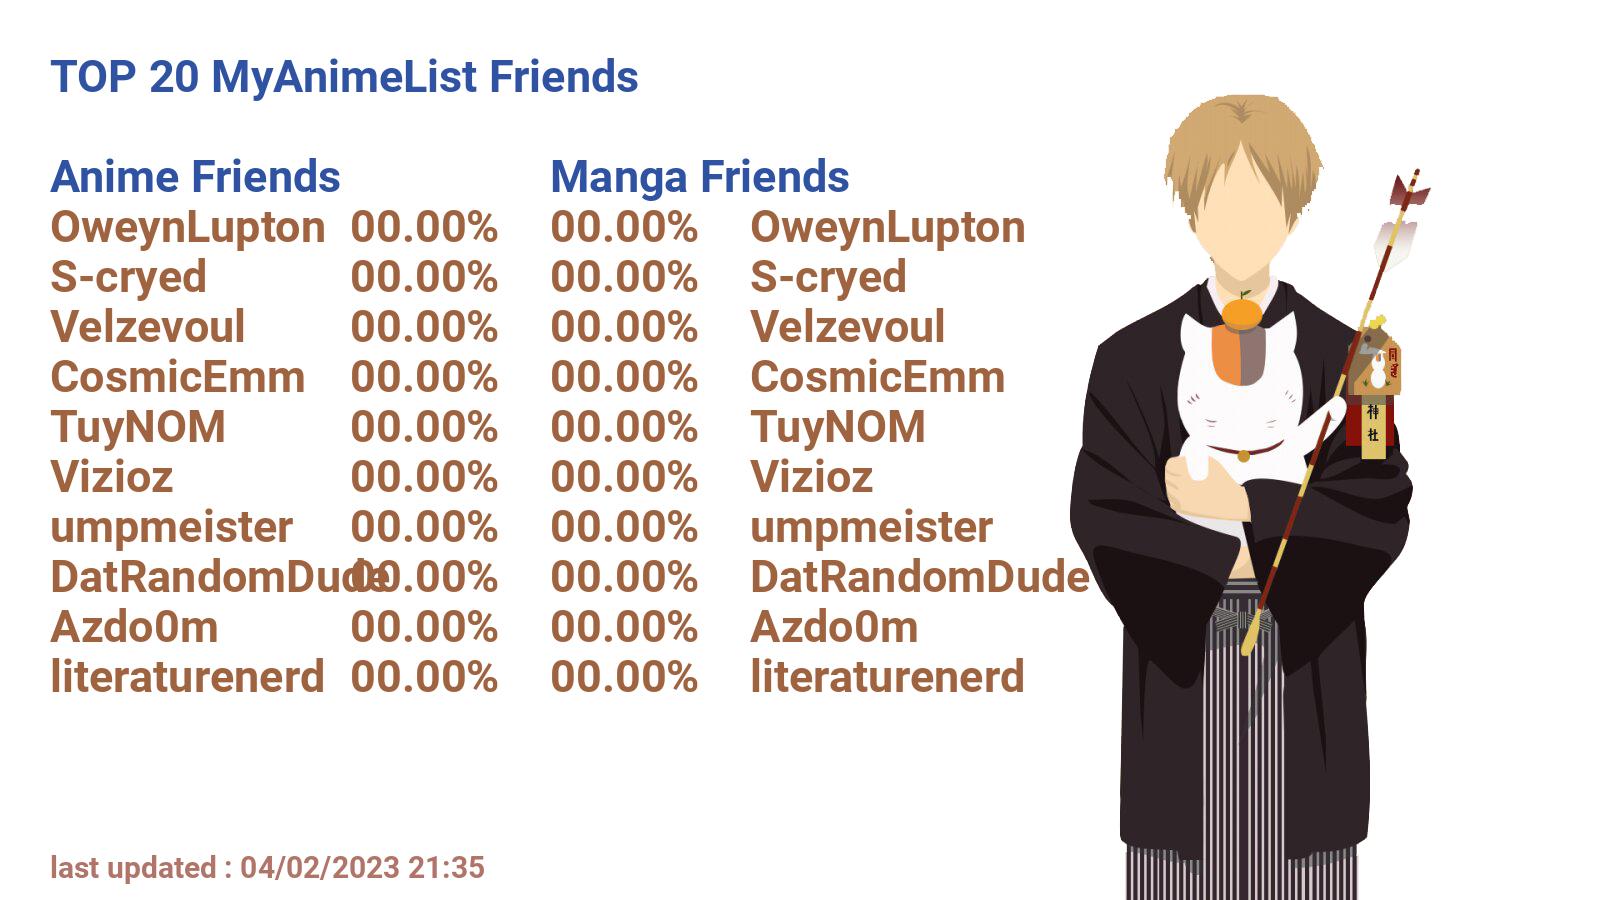 TOP 20 MyAnimeList Friends
Anime Friends Manga Friends
OweynLupton 00.00% 00.00% OweynLupton
S-cryed 00.00% 00.00% S-cryed
Velzevoul 00.00% 00.00% Velzevoul
CosmicEmm 00.00% 00.00% CosmicEmm
TuyNOM 00.00% 00.00% TuyNOM
Vizioz 00.00% 00.00% Vizioz
umpmeister 00.00% 00.00% umpmeister
DatRandomDude 00.00% 00.00% DatRandomDude
Azdo0m 00.00% 00.00% Azdo0m
literaturenerd 00.00% 00.00% literaturenerd
神社
last updated : 04/02/2023 21:35